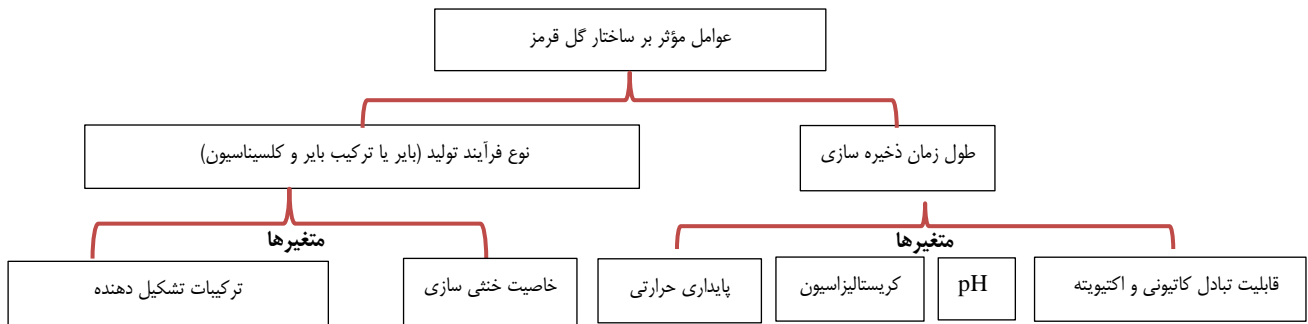 عوامل مؤثر بر ساختار گل قرمز
طول زمان ذخیره سازی
نوع فرآیند تولید (بایر یا ترکیب بایر و کلسیناسیون)
متغیرها
متغیرها
قابلیت تبادل کاتیونی و اکتیویته
pH
کریستالیزاسیون
پایداری حرارتی
خاصیت خنثی سازی
ترکیبات تشکیل دهنده